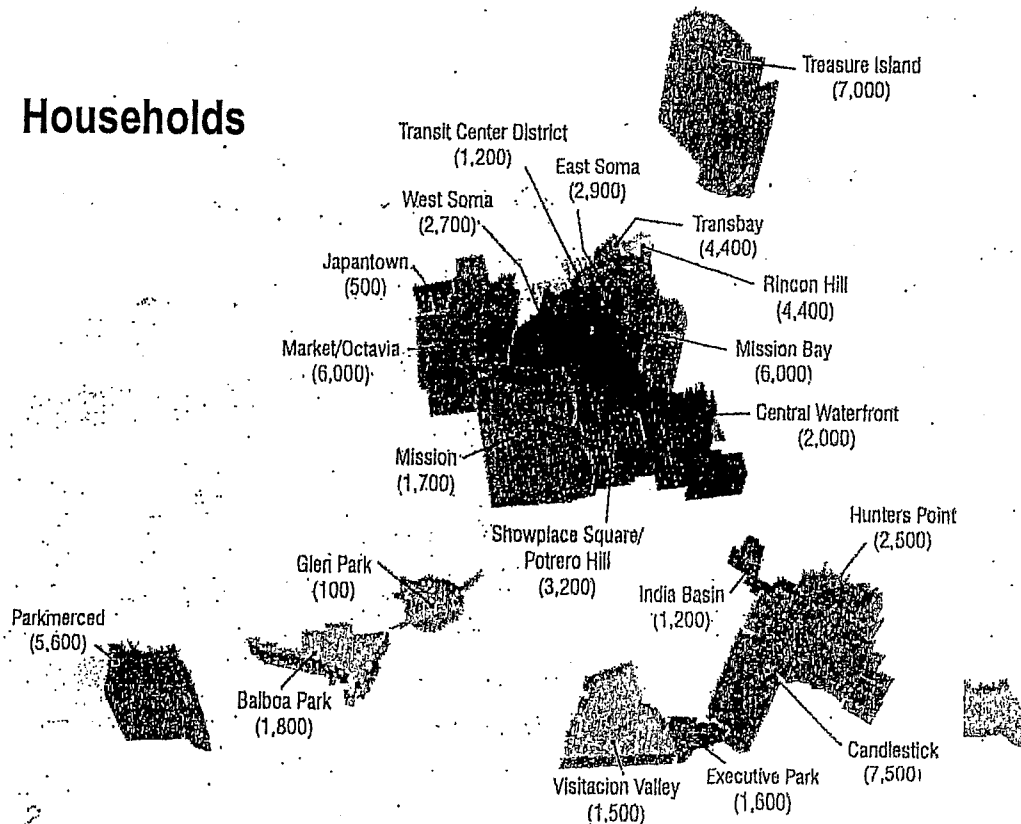 Households
Treasure Island
(7,000)
Transit Center District
(1,200)
East Soma
(2,900)
West Soma
(2,700)
Transbay
(4,400)
Japantown
(500)
Rincon Hill
(4,400)
Market/Octavia
(6,000)
Mission Bay
(6,000)
Central Waterfront
(2,000)
Mission
(1,700)
Showplace Square/
Potrero Hill
(3,200)
Hunters Point
(2,500)
Glen Park
(100)
India Basin
(1,200)
Parkmerced
(5,600)
Balboa Park
(1,800)
Candlestick
(7,500)
Visitacion Valley
(1,500)
Executive Park
(1,600)